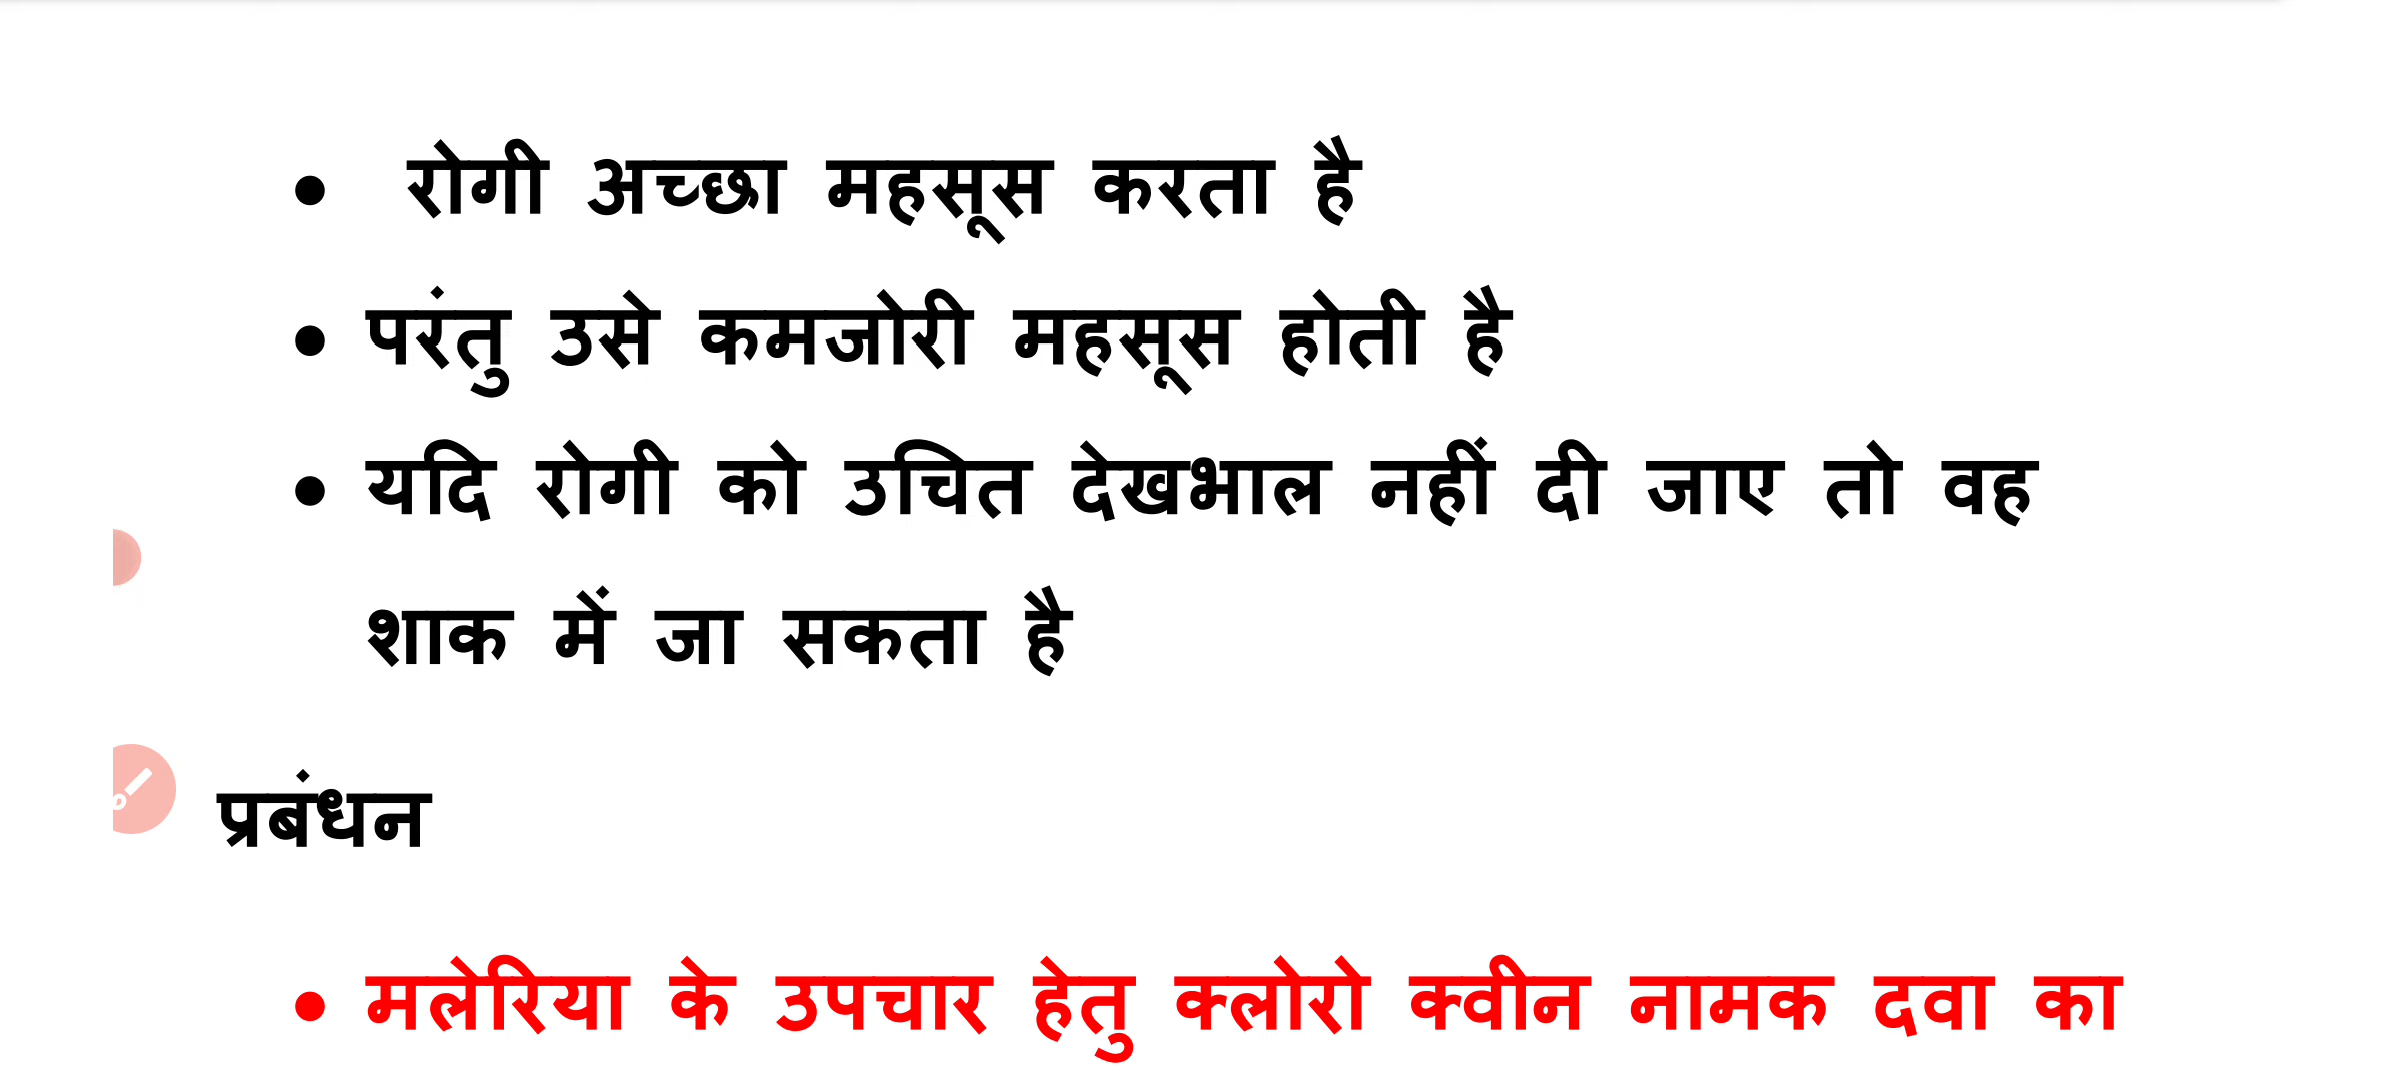 • रोगी अच्छा महसूस करता है
• परंतु उसे कमजोरी महसूस होती है
• यदि रोगी को उचित देखभाल नहीं दी जाए तो वह
शाक में जा सकता है
प्रबंधन
• मलेरिया के उपचार हेतु क्लोरो क्वीन नामक दवा का